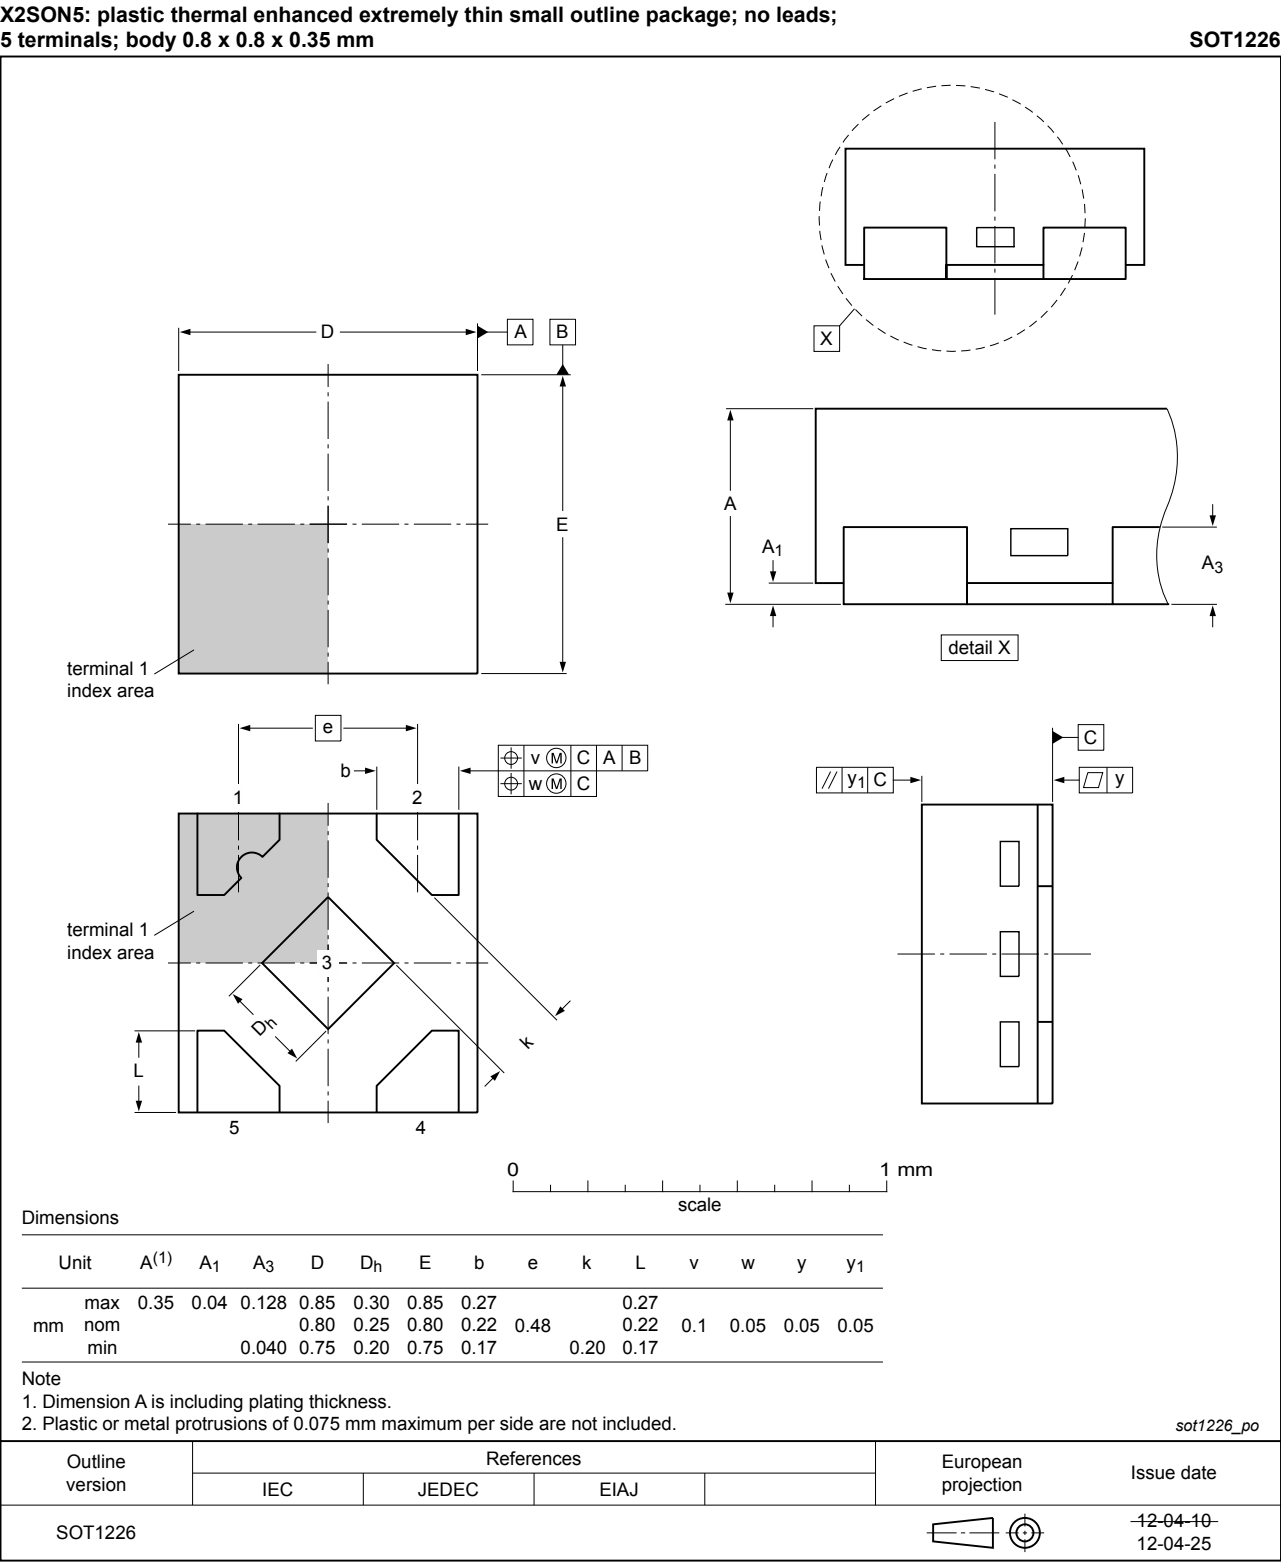 X2SON5: plastic thermal enhanced extremely thin small outline package; no leads;
5 terminals; body 0.8 x 0.8 x 0.35 mm SOT1226
X
D A B
E
terminal 1
index area
A
A1
A3
detail X
e
b
v M C A B
w M C
1 2
terminal 1
index area
3
Dh
k
L
5 4
C
// y1 C
y
0 1 mm
scale
Dimensions
Unit A(1) A1 A3 D Dh E b e k L v w y y1
max 0.35 0.04 0.128 0.85 0.30 0.85 0.27 0.27
mm nom 0.80 0.25 0.80 0.22 0.48 0.22 0.1 0.05 0.05 0.05
min 0.040 0.75 0.20 0.75 0.17 0.20 0.17
Note
1. Dimension A is including plating thickness.
2. Plastic or metal protrusions of 0.075 mm maximum per side are not included.
sot1226_po
Outline
version
References
IEC JEDEC EIAJ
European
projection
Issue date
SOT1226
12-04-10
12-04-25